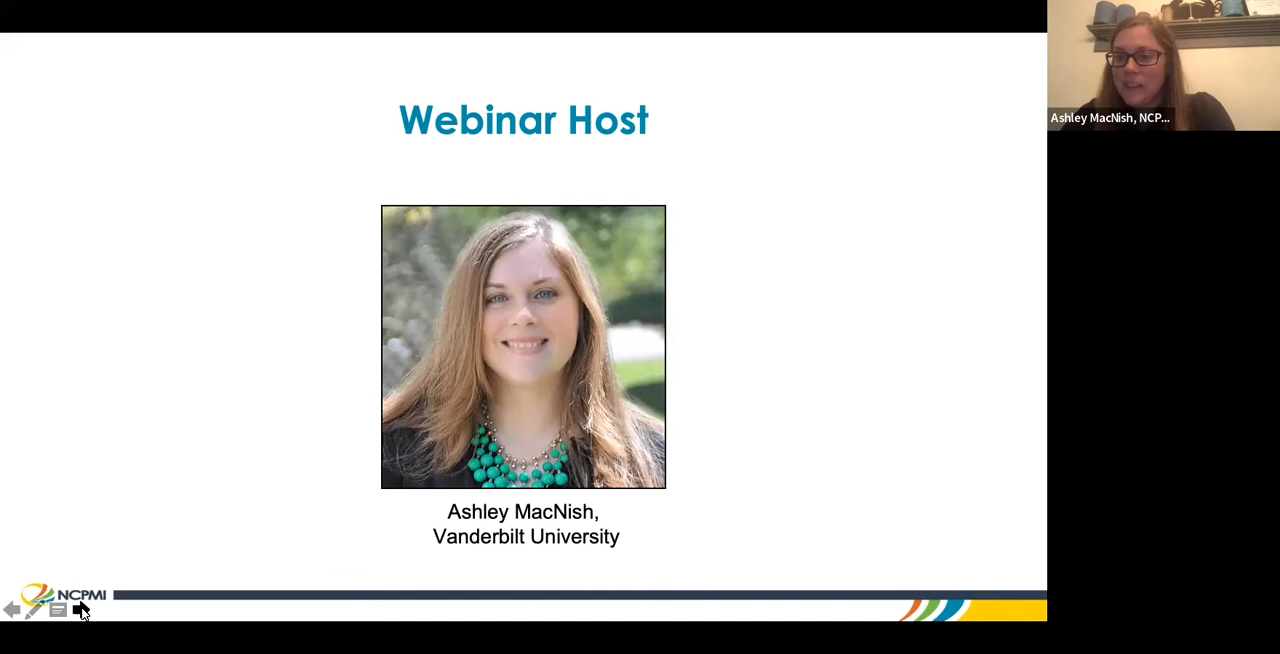 Webinar Host
Ashley MacNish, NCP...
Ashley MacNish,
Vanderbilt University
NCPMI